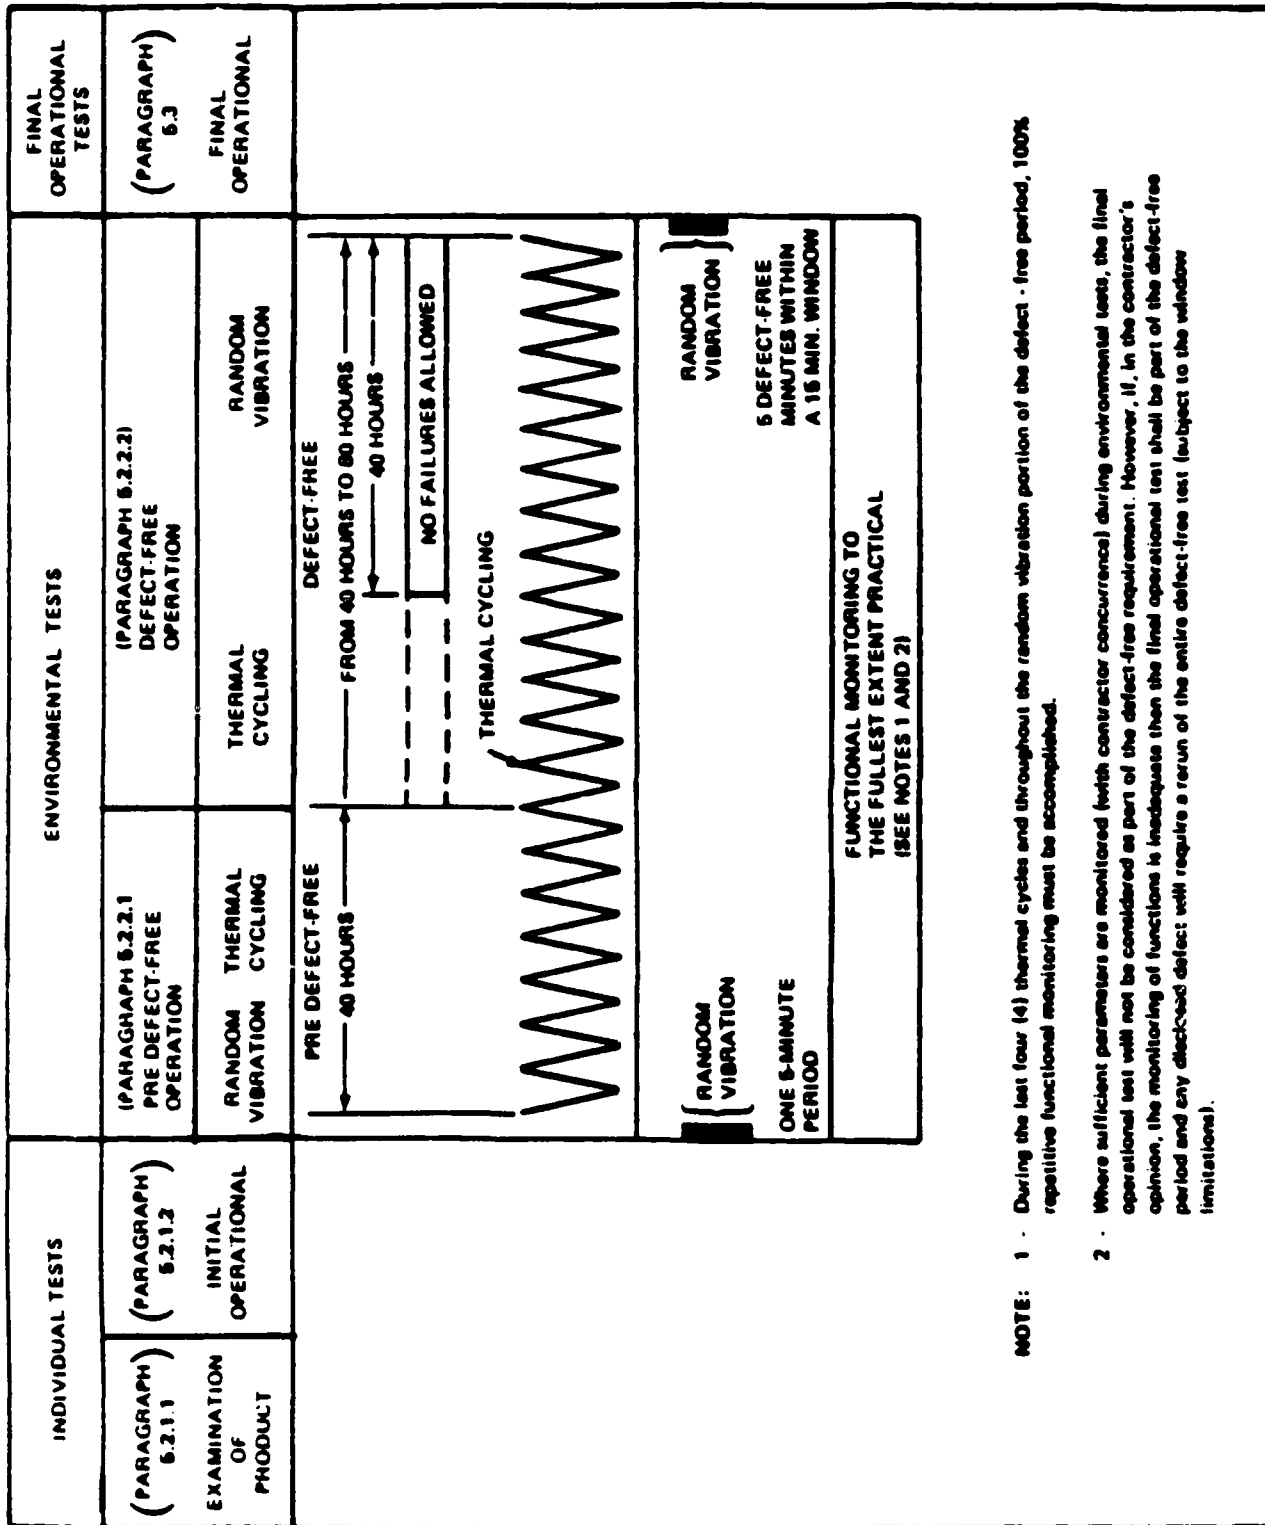 INDIVIDUAL TESTS
ENVIRONMENTAL TESTS
FINAL
OPERATIONAL
TESTS
(PARAGRAPH)
5.2.1.1
EXAMINATION
OF
PRODUCT
(PARAGRAPH)
5.2.1.2
INITIAL
OPERATIONAL
(PARAGRAPH 5.2.2.1
PRE DEFECT-FREE
OPERATION
RANDOM
VIBRATION
THERMAL
CYCLING
(PARAGRAPH 5.2.2.2)
DEFECT-FREE
OPERATION
THERMAL
CYCLING
RANDOM
VIBRATION
(PARAGRAPH)
5.3
FINAL
OPERATIONAL
PRE DEFECT-FREE
40 HOURS
DEFECT-FREE
FROM 40 HOURS TO 80 HOURS
40 HOURS
NO FAILURES ALLOWED
THERMAL CYCLING
RANDOM
VIBRATION
ONE 5-MINUTE
PERIOD
RANDOM
VIBRATION
5 DEFECT-FREE
MINUTES WITHIN
A 15 MIN. WINDOW
FUNCTIONAL MONITORING TO
THE FULLEST EXTENT PRACTICAL
(SEE NOTES 1 AND 2)
NOTE: 1 - During the last four (4) thermal cycles and throughout the random vibration portion of the defect - free period, 100%
repetitive functional monitoring must be accomplished.
2 - Where sufficient parameters are monitored (with contractor concurrence) during environmental tests, the final
operational test will not be considered as part of the defect-free requirement. However, if, in the contractor's
opinion, the monitoring of functions is inadequate then the final operational test shall be part of the defect-free
period and any disclosed defect will require a rerun of the entire defect-free test (subject to the window
limitations).